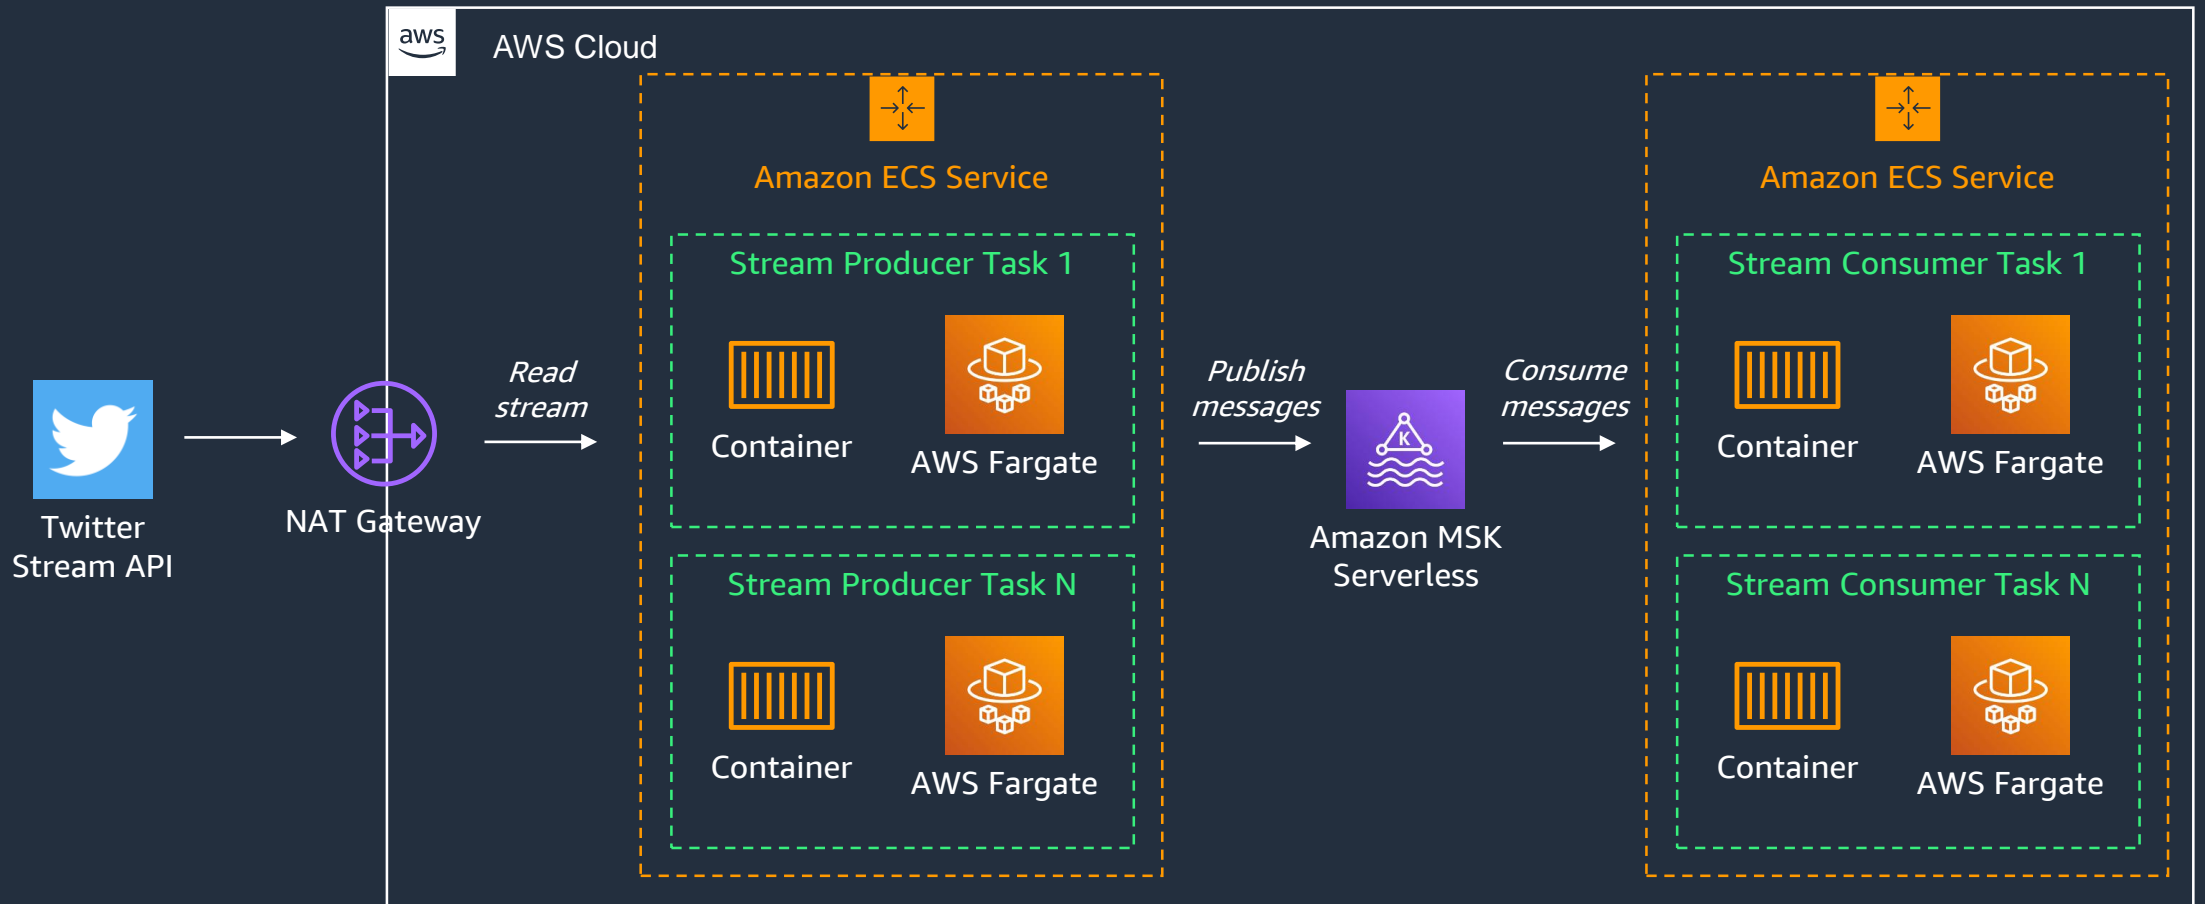 aws
AWS Cloud
Amazon ECS Service
Stream Producer Task 1
Container
AWS Fargate
Stream Producer Task N
Container
AWS Fargate
Read
stream
Twitter
Stream API
NAT Gateway
Publish
messages
K
Amazon MSK
Serverless
Consume
messages
Amazon ECS Service
Stream Consumer Task 1
Container
AWS Fargate
Stream Consumer Task N
Container
AWS Fargate